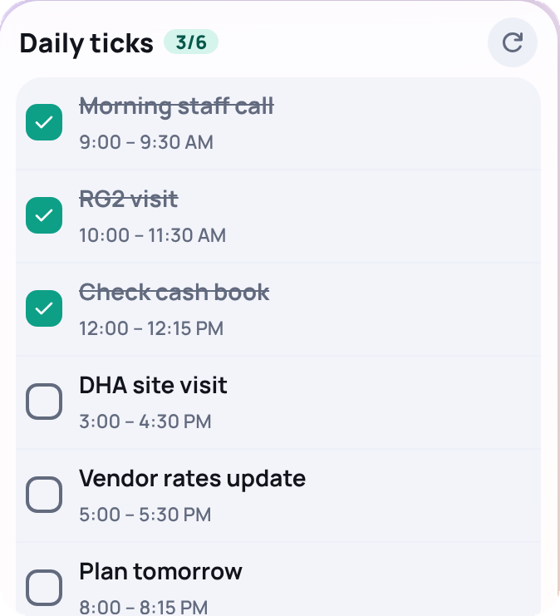 Daily ticks 3/6
Morning staff call
9:00 – 9:30 AM
RG2 visit
10:00 – 11:30 AM
Check cash book
12:00 – 12:15 PM
DHA site visit
3:00 – 4:30 PM
Vendor rates update
5:00 – 5:30 PM
Plan tomorrow
8:00 – 8:15 PM